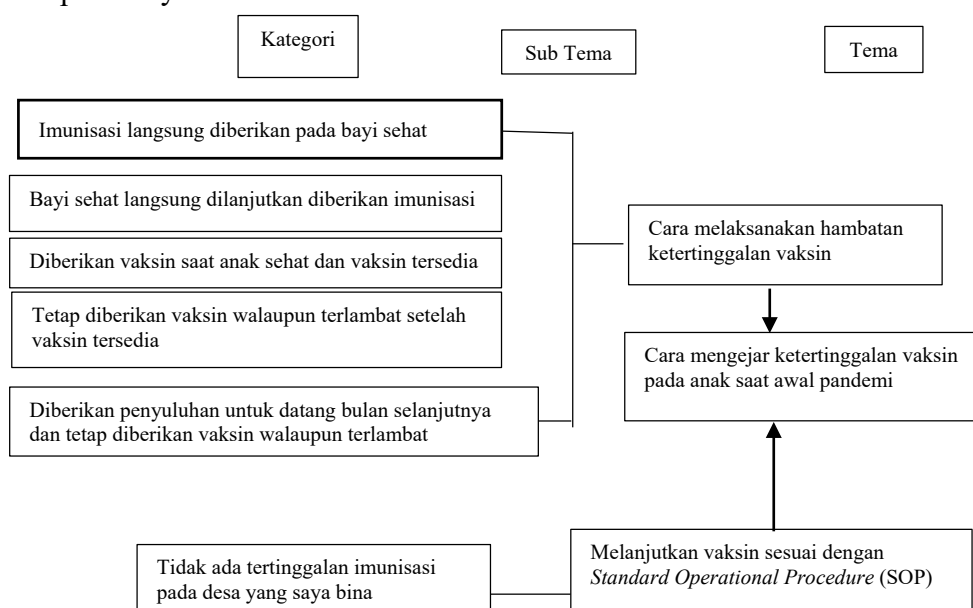 Kategori
Sub Tema
Tema
Imunisasi langsung diberikan pada bayi sehat
Bayi sehat langsung dilanjutkan diberikan imunisasi
Diberikan vaksin saat anak sehat dan vaksin tersedia
Tetap diberikan vaksin walaupun terlambat setelah
vaksin tersedia
Diberikan penyuluhan untuk datang bulan selanjutnya
dan tetap diberikan vaksin walaupun terlambat
Cara melaksanakan hambatan
ketertinggalan vaksin
Cara mengejar ketertinggalan vaksin
pada anak saat awal pandemi
Tidak ada tertinggalan imunisasi
pada desa yang saya bina
Melanjutkan vaksin sesuai dengan
Standard Operational Procedure (SOP)